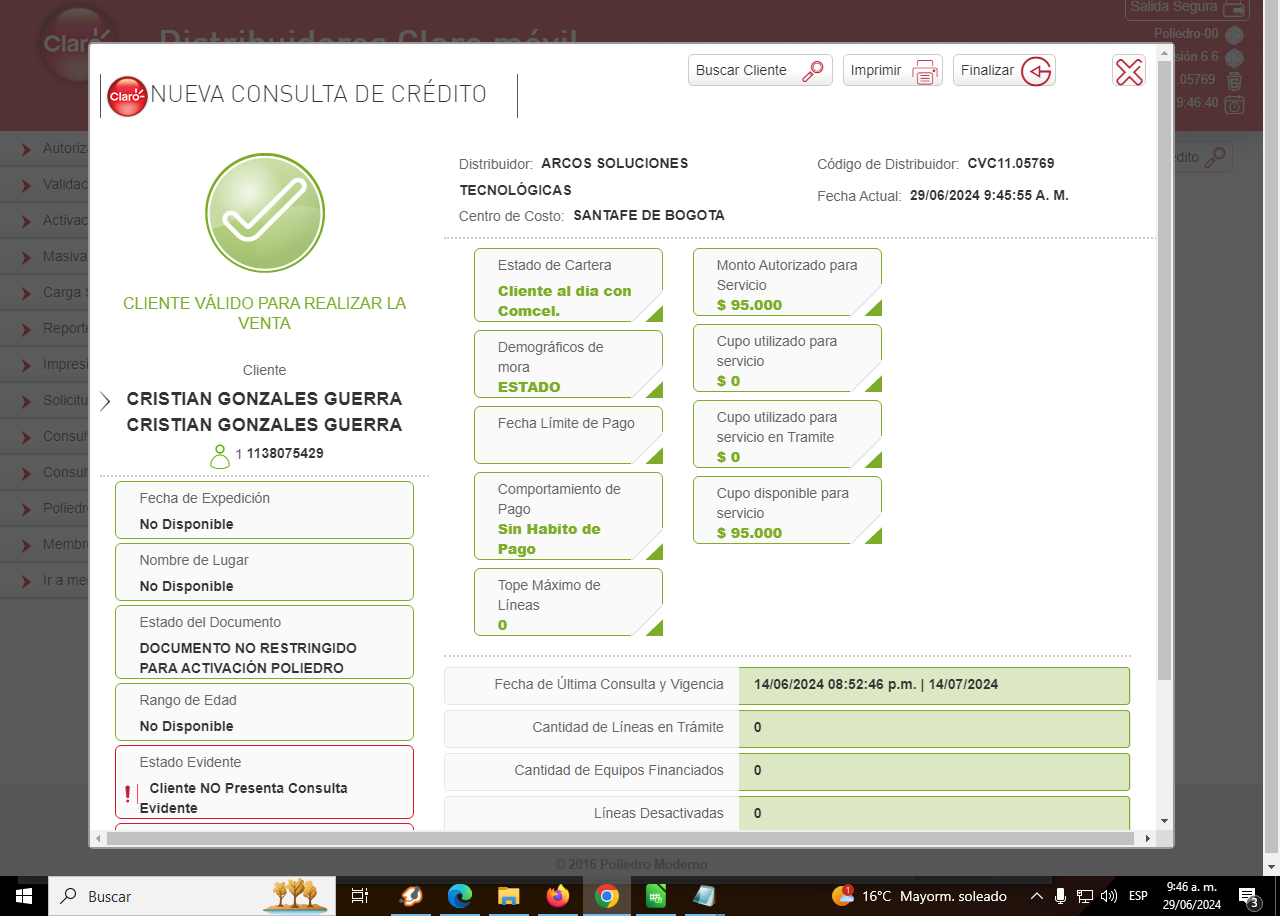 Salida Segura
Poliedro-00
sión 6.6
.05769
9:46:40
Claro
Distribuidores Claro móvil
Buscar Cliente
Imprimir
Finalizar
Claro
NUEVA CONSULTA DE CRÉDITO
CLIENTE VÁLIDO PARA REALIZAR LA
VENTA
Cliente
CRISTIAN GONZALES GUERRA
CRISTIAN GONZALES GUERRA
1 1138075429
Fecha de Expedición
No Disponible
Nombre de Lugar
No Disponible
Estado del Documento
DOCUMENTO NO RESTRINGIDO
PARA ACTIVACIÓN POLIEDRO
Rango de Edad
No Disponible
Estado Evidente
! Cliente NO Presenta Consulta
Evidente
Distribuidor: ARCOS SOLUCIONES
TECNOLÓGICAS
Centro de Costo: SANTAFE DE BOGOTA
Código de Distribuidor: CVC11.05769
Fecha Actual: 29/06/2024 9:45:55 A. M.
Estado de Cartera
Cliente al dia con
Comcel.
Demográficos de
mora
ESTADO
Fecha Límite de Pago
Comportamiento de
Pago
Sin Habito de
Pago
Tope Máximo de
Líneas
0
Monto Autorizado para
Servicio
$ 95.000
Cupo utilizado para
servicio
$ 0
Cupo utilizado para
servicio en Tramite
$ 0
Cupo disponible para
servicio
$ 95.000
Fecha de Última Consulta y Vigencia 14/06/2024 08:52:46 p.m. | 14/07/2024
Cantidad de Líneas en Trámite 0
Cantidad de Equipos Financiados 0
Líneas Desactivadas 0
Autoriz
Validac
Activac
Masiva
Carga S
Reporte
Impresi
Solicitu
Consul
Consul
Poliedr
Membr
Ir a me
édito
© 2016 Poliedro Moderno
Buscar
1
16°C Mayorm. soleado
ESP
9:46 a. m.
29/06/2024
3